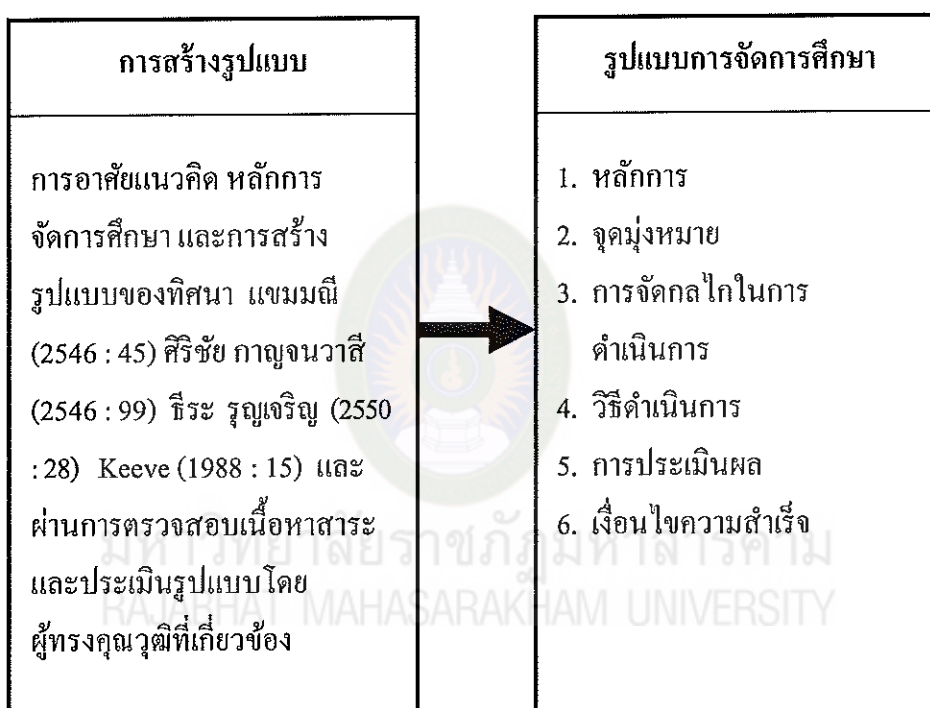 การสร้างรูปแบบ
การอาศัยแนวคิด หลักการ
จัดการศึกษา และการสร้าง
รูปแบบของทิศนา แขมมณี
(2546 : 45) ศิริชัย กาญจนวาสี
(2546 : 99) ธีระ รุญเจริญ (2550
: 28) Keeve (1988 : 15) และ
ผ่านการตรวจสอบเนื้อหาสาระ
และประเมินรูปแบบโดย
ผู้ทรงคุณวุฒิที่เกี่ยวข้อง
รูปแบบการจัดการศึกษา
1. หลักการ
2. จุดมุ่งหมาย
3. การจัดกลไกในการ
ดำเนินการ
4. วิธีดำเนินการ
5. การประเมินผล
6. เงื่อนไขความสำเร็จ
มหาวิทยาลัยราชภัฏมหาสารคาม
RAJABHAT MAHASARAKHAM UNIVERSITY